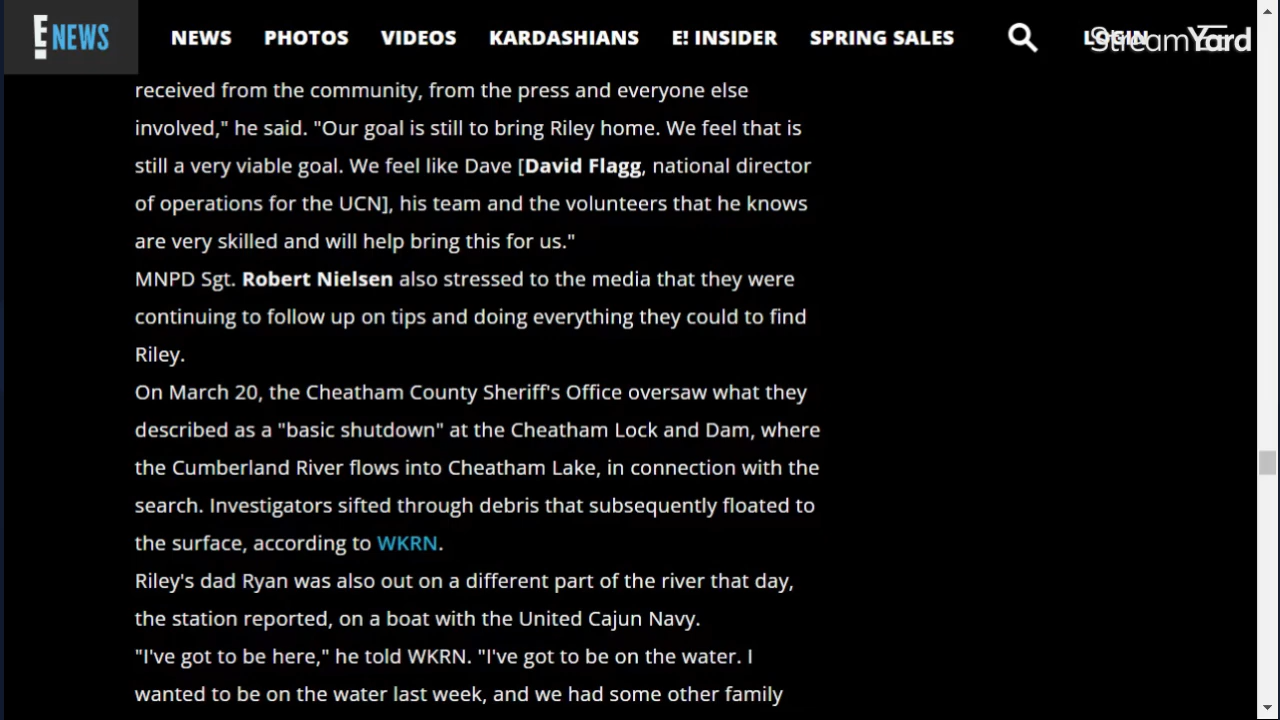 E NEWS NEWS PHOTOS VIDEOS KARDASHIANS E! INSIDER SPRING SALES LOGIN StreamYard
received from the community, from the press and everyone else
involved," he said. "Our goal is still to bring Riley home. We feel that is
still a very viable goal. We feel like Dave [David Flagg, national director
of operations for the UCN], his team and the volunteers that he knows
are very skilled and will help bring this for us."
MNPD Sgt. Robert Nielsen also stressed to the media that they were
continuing to follow up on tips and doing everything they could to find
Riley.
On March 20, the Cheatham County Sheriff's Office oversaw what they
described as a "basic shutdown" at the Cheatham Lock and Dam, where
the Cumberland River flows into Cheatham Lake, in connection with the
search. Investigators sifted through debris that subsequently floated to
the surface, according to WKRN.
Riley's dad Ryan was also out on a different part of the river that day,
the station reported, on a boat with the United Cajun Navy.
"I've got to be here," he told WKRN. "I've got to be on the water. I
wanted to be on the water last week, and we had some other family